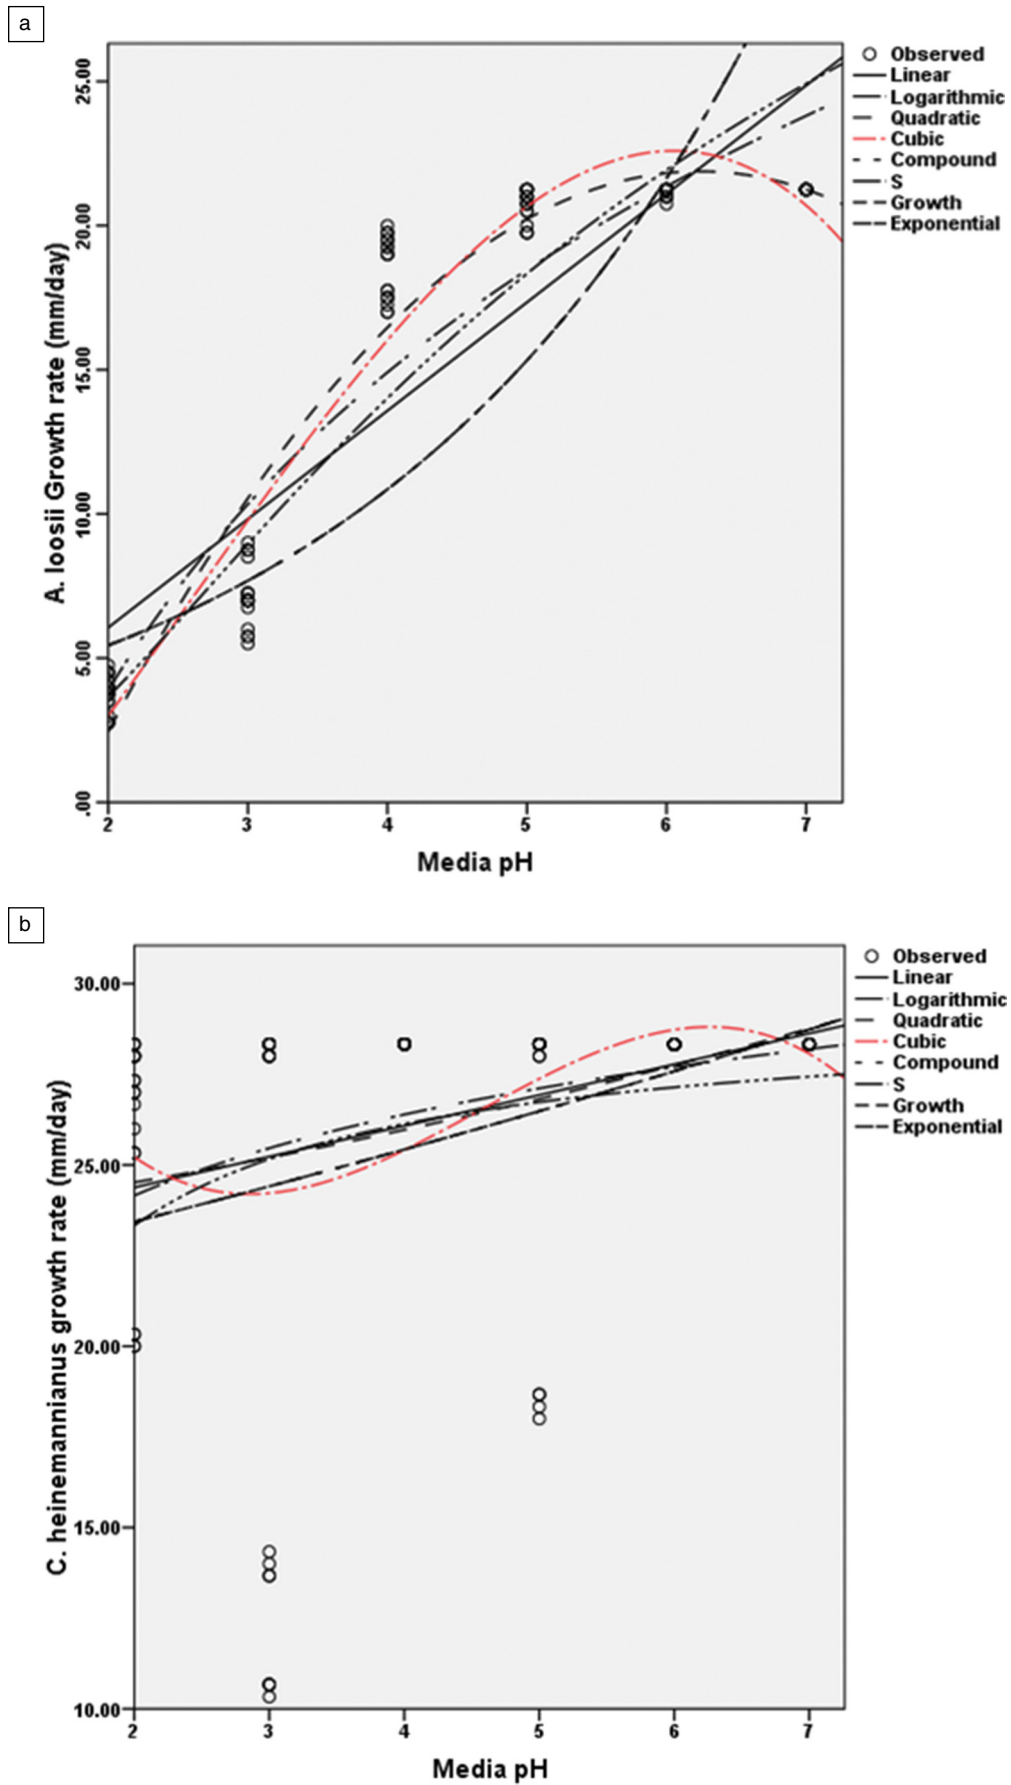 a
A. loosii Growth rate (mm/day)
25.00
20.00
15.00
10.00
5.00
.00
2 3 4 5 6 7
Media pH
Observed
Linear
Logarithmic
Quadratic
Cubic
Compound
S
Growth
Exponential
b
C. heinemannianus growth rate (mm/day)
30.00
25.00
20.00
15.00
10.00
2 3 4 5 6 7
Media pH
Observed
Linear
Logarithmic
Quadratic
Cubic
Compound
S
Growth
Exponential